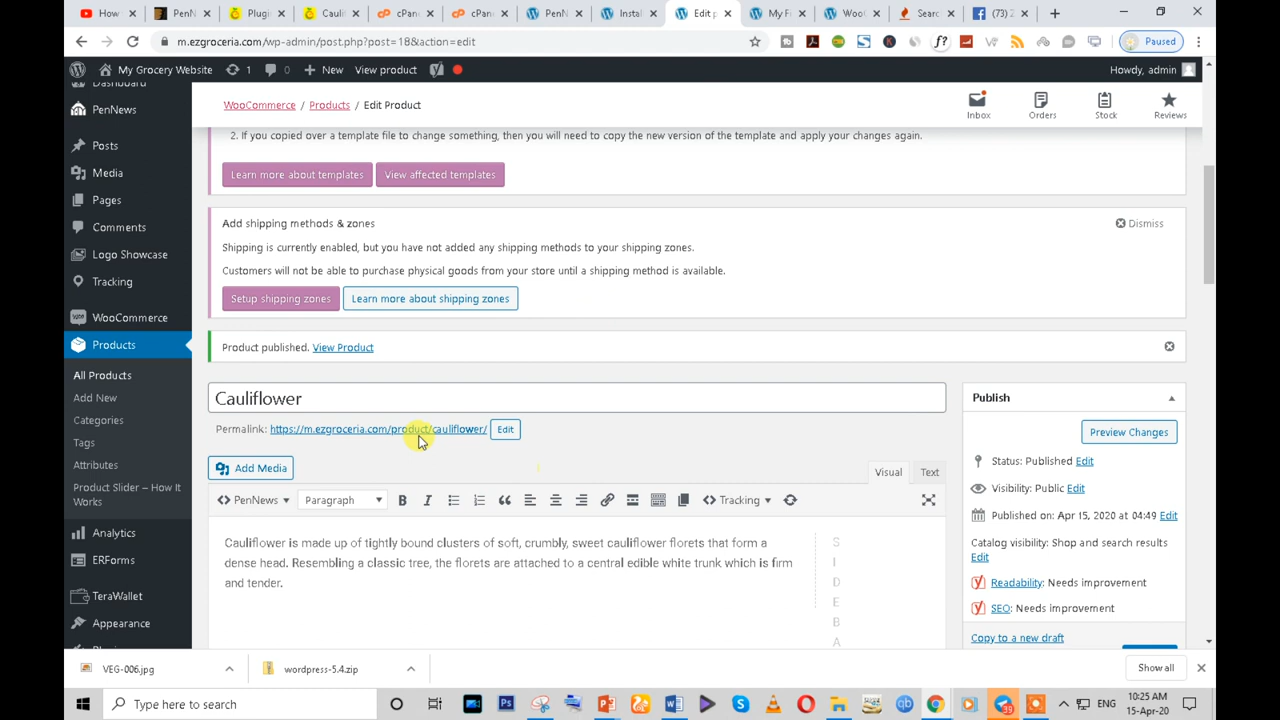 How
PenN
Plugin
Cauli
cPan
cPan
PenN
Instal
Edit p
My F
Woo
Searc
(73) 2
m.ezgroceria.com/wp-admin/post.php?post=18&action=edit
Paused
My Grocery Website
1
0
New
View product
Howdy, admin
Dashboard
PenNews
Posts
Media
Pages
Comments
Logo Showcase
Tracking
WooCommerce
Products
All Products
Add New
Categories
Tags
Attributes
Product Slider – How It
Works
Analytics
ERForms
TeraWallet
Appearance
WooCommerce / Products / Edit Product
Inbox
Orders
Stock
Reviews
2. If you copied over a template file to change something, then you will need to copy the new version of the template and apply your changes again.
Learn more about templates
View affected templates
Add shipping methods & zones
Dismiss
Shipping is currently enabled, but you have not added any shipping methods to your shipping zones.
Customers will not be able to purchase physical goods from your store until a shipping method is available.
Setup shipping zones
Learn more about shipping zones
Product published. View Product
Cauliflower
Permalink: https://m.ezgroceria.com/product/cauliflower/
Edit
Add Media
Visual
Text
PenNews
Paragraph
Tracking
Cauliflower is made up of tightly bound clusters of soft, crumbly, sweet cauliflower florets that form a
dense head. Resembling a classic tree, the florets are attached to a central edible white trunk which is firm
and tender.
S
I
D
E
B
A
Publish
Preview Changes
Status: Published Edit
Visibility: Public Edit
Published on: Apr 15, 2020 at 04:49 Edit
Catalog visibility: Shop and search results
Edit
Readability: Needs improvement
SEO: Needs improvement
Copy to a new draft
VEG-006.jpg
wordpress-5.4.zip
Show all
Type here to search
39
ENG
10:25 AM
15-Apr-20